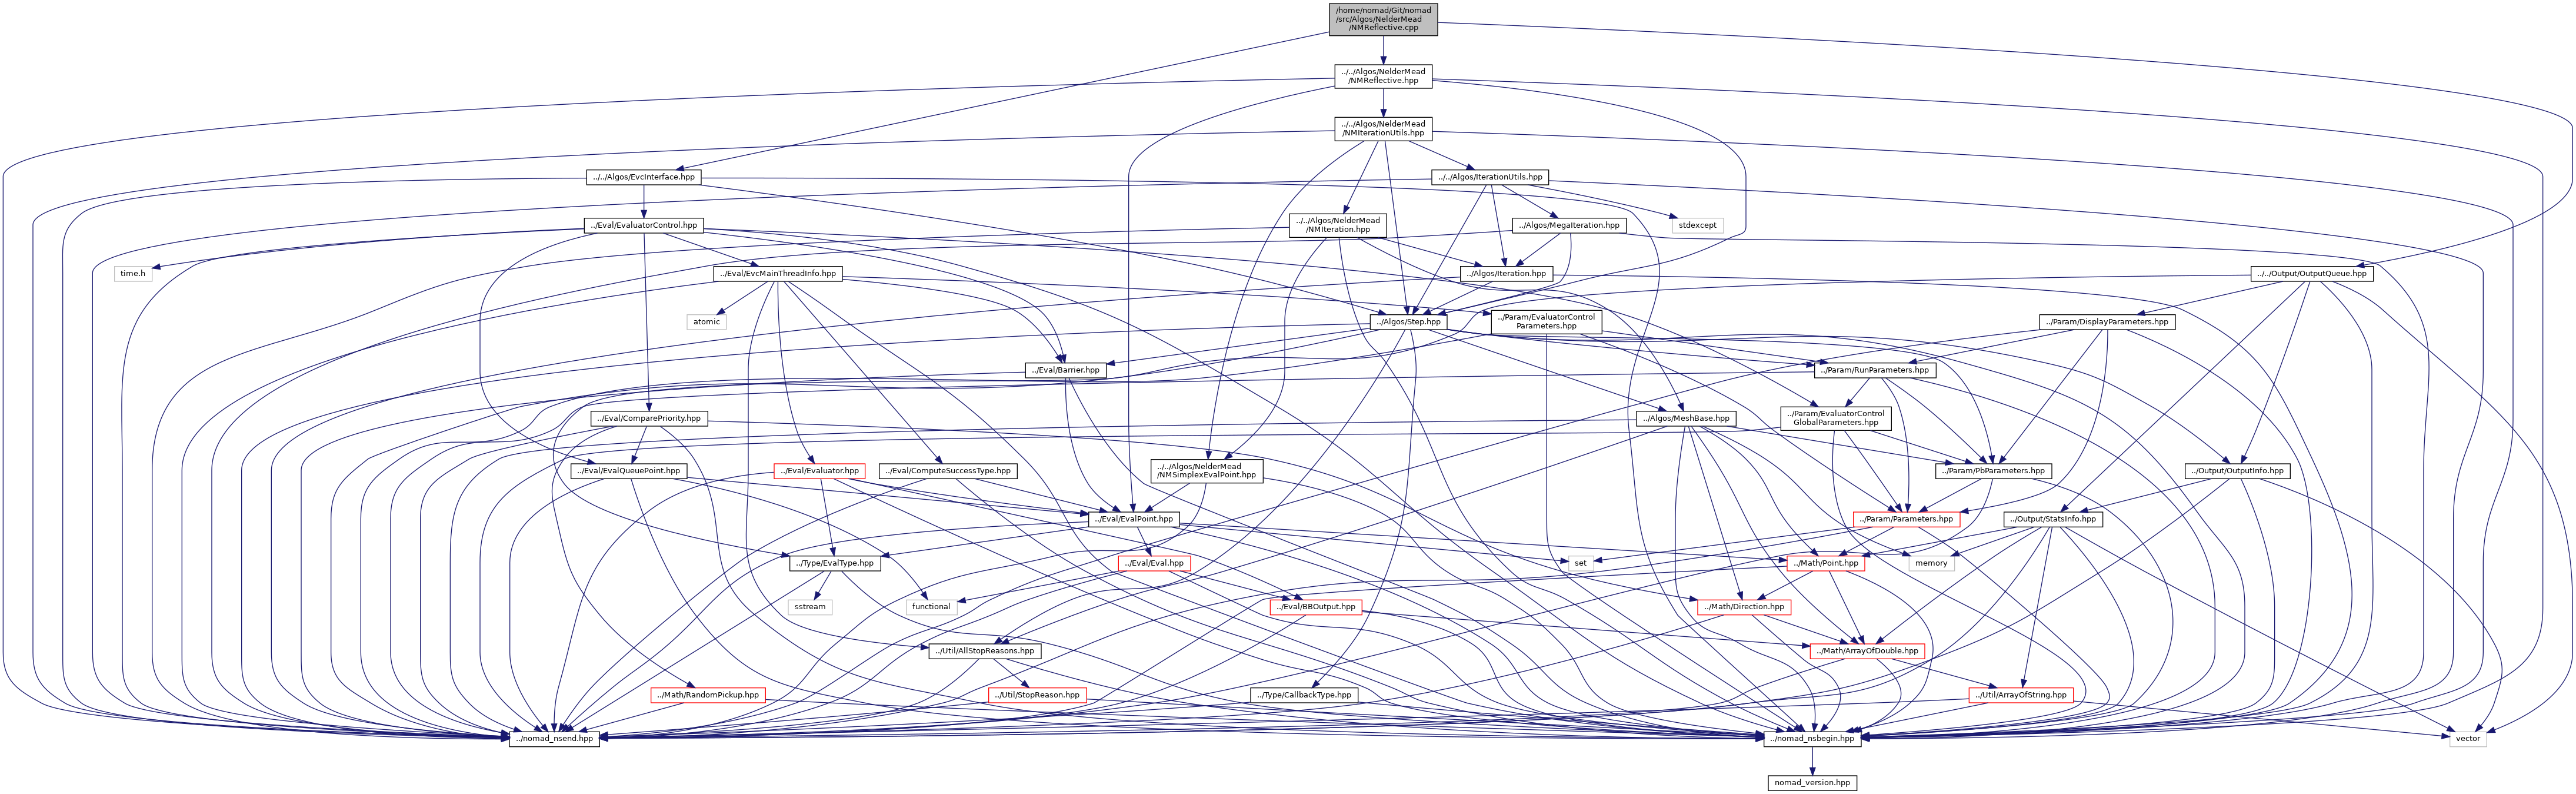 /home/nomad/Git/nomad
/src/Algos/NelderMead
/NMReflective.cpp
../../Algos/NelderMead
/NMReflective.hpp
../../Algos/NelderMead
/NMIterationUtils.hpp
../../Algos/EvcInterface.hpp
../../Algos/IterationUtils.hpp
../Eval/EvaluatorControl.hpp
../../Algos/NelderMead
/NMIteration.hpp
../Algos/MegaIteration.hpp
stdexcept
time.h
../Eval/EvcMainThreadInfo.hpp
../Algos/Iteration.hpp
../../Output/OutputQueue.hpp
atomic
../Algos/Step.hpp
../Param/EvaluatorControl
Parameters.hpp
../Param/DisplayParameters.hpp
../Eval/Barrier.hpp
../Param/RunParameters.hpp
../Eval/ComparePriority.hpp
../Algos/MeshBase.hpp
../Param/EvaluatorControl
GlobalParameters.hpp
../Eval/EvalQueuePoint.hpp
../Eval/Evaluator.hpp
../Eval/ComputeSuccessType.hpp
../../Algos/NelderMead
/NMSimplexEvalPoint.hpp
../Param/PbParameters.hpp
../Output/OutputInfo.hpp
../Eval/EvalPoint.hpp
../Param/Parameters.hpp
../Output/StatsInfo.hpp
../Type/EvalType.hpp
../Eval/Eval.hpp
set
../Math/Point.hpp
memory
sstream
functional
../Eval/BBOutput.hpp
../Math/Direction.hpp
../Util/AllStopReasons.hpp
../Math/ArrayOfDouble.hpp
../Math/RandomPickup.hpp
../Util/StopReason.hpp
../Type/CallbackType.hpp
../Util/ArrayOfString.hpp
../nomad_nsend.hpp
../nomad_nsbegin.hpp
vector
nomad_version.hpp